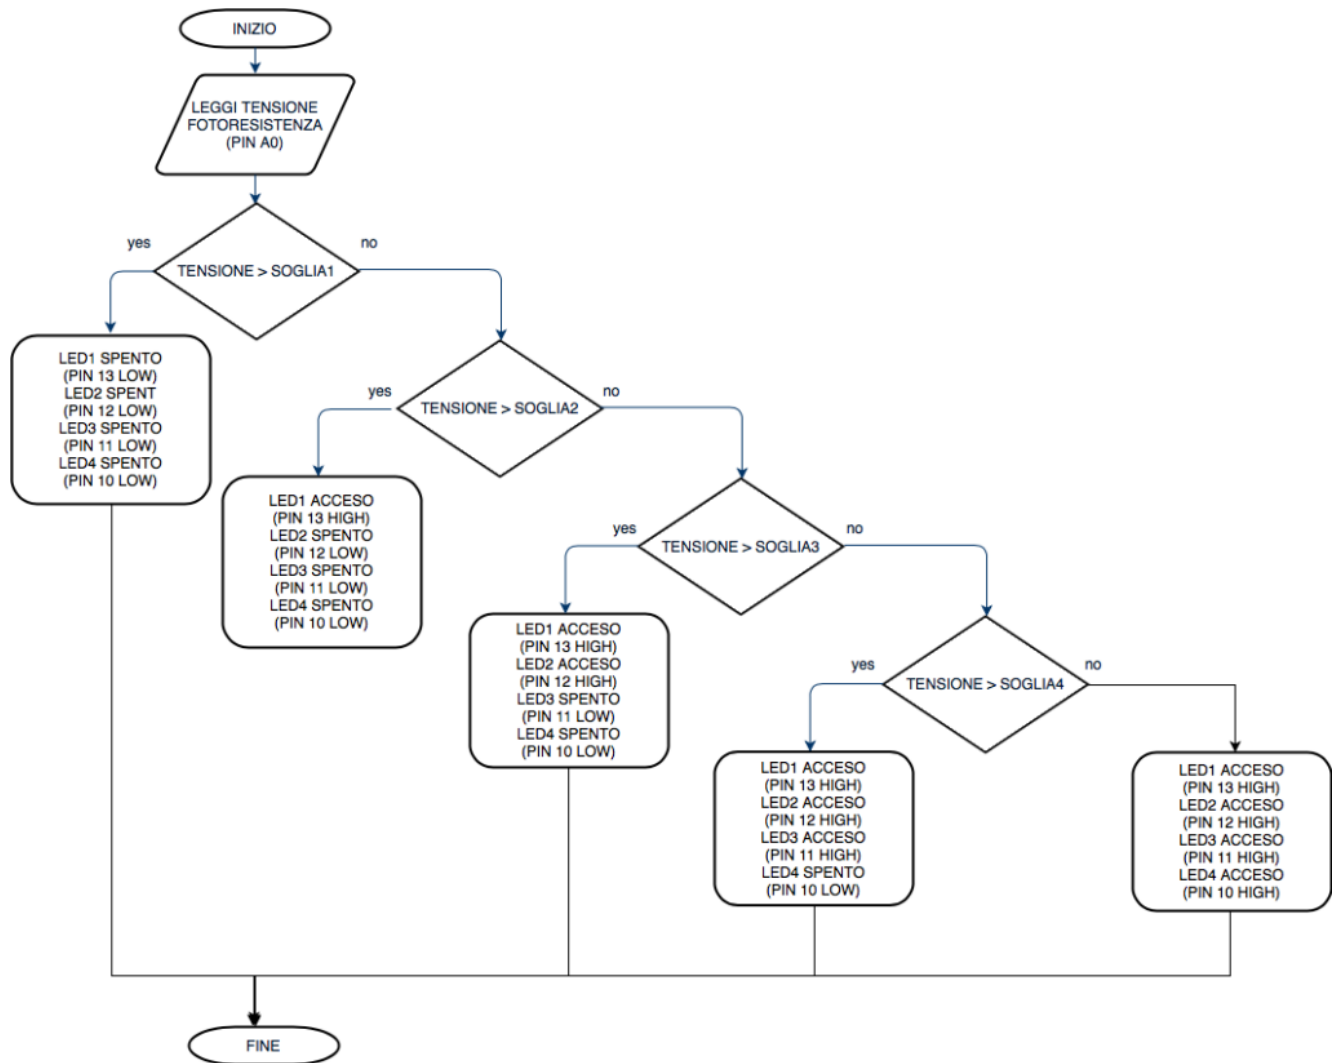 INIZIO
LEGGI TENSIONE
FOTORESISTENZA
(PIN A0)
yes
no
TENSIONE > SOGLIA1
LED1 SPENTO
(PIN 13 LOW)
LED2 SPENT
(PIN 12 LOW)
LED3 SPENTO
(PIN 11 LOW)
LED4 SPENTO
(PIN 10 LOW)
yes
no
TENSIONE > SOGLIA2
LED1 ACCESO
(PIN 13 HIGH)
LED2 SPENTO
(PIN 12 LOW)
LED3 SPENTO
(PIN 11 LOW)
LED4 SPENTO
(PIN 10 LOW)
yes
no
TENSIONE > SOGLIA3
LED1 ACCESO
(PIN 13 HIGH)
LED2 ACCESO
(PIN 12 HIGH)
LED3 SPENTO
(PIN 11 LOW)
LED4 SPENTO
(PIN 10 LOW)
yes
no
TENSIONE > SOGLIA4
LED1 ACCESO
(PIN 13 HIGH)
LED2 ACCESO
(PIN 12 HIGH)
LED3 ACCESO
(PIN 11 HIGH)
LED4 SPENTO
(PIN 10 LOW)
LED1 ACCESO
(PIN 13 HIGH)
LED2 ACCESO
(PIN 12 HIGH)
LED3 ACCESO
(PIN 11 HIGH)
LED4 ACCESO
(PIN 10 HIGH)
FINE